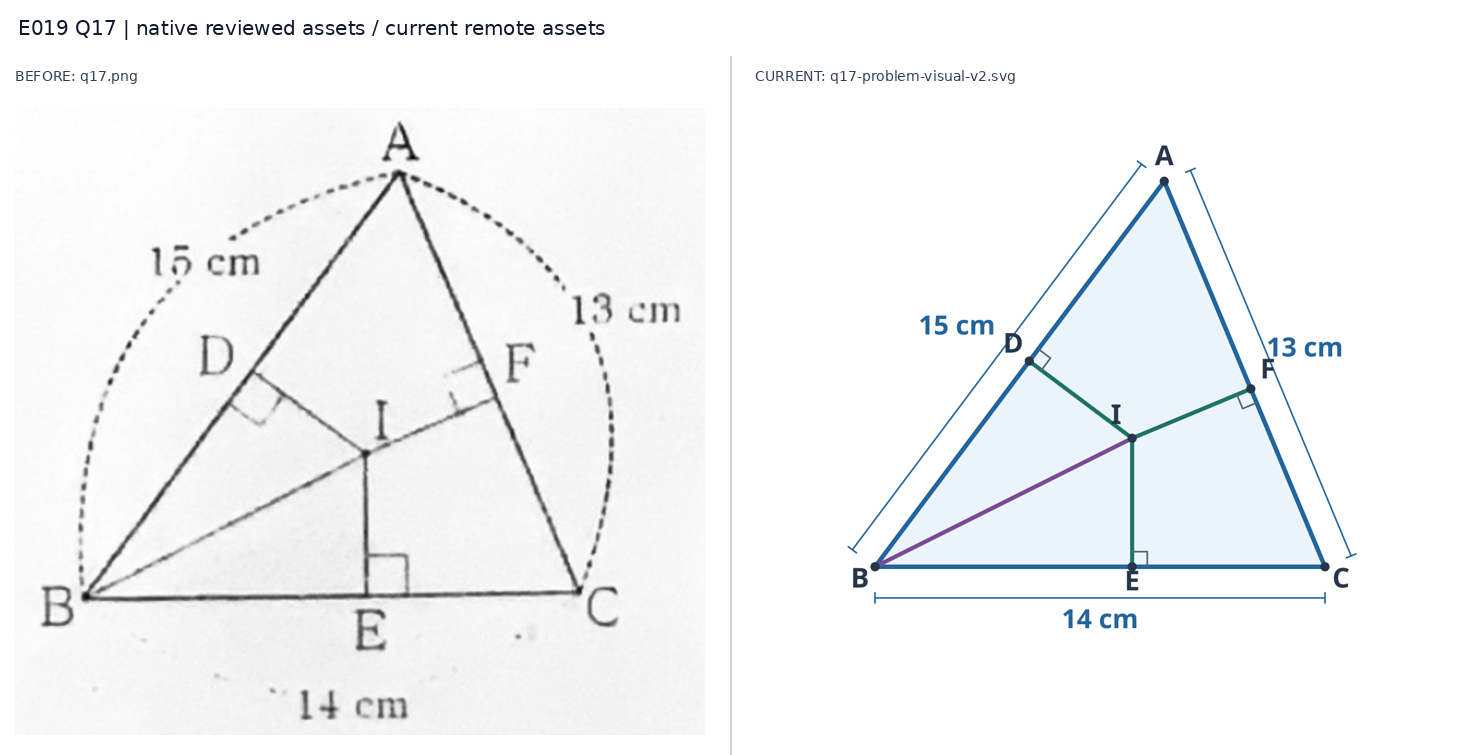 E019 Q17 | native reviewed assets / current remote assets
BEFORE: q17.png
A
15 cm
13 cm
D
F
I
B
E
C
14 cm
CURRENT: q17-problem-visual-v2.svg
A
15 cm
D
13 cm
F
I
B
E
C
14 cm